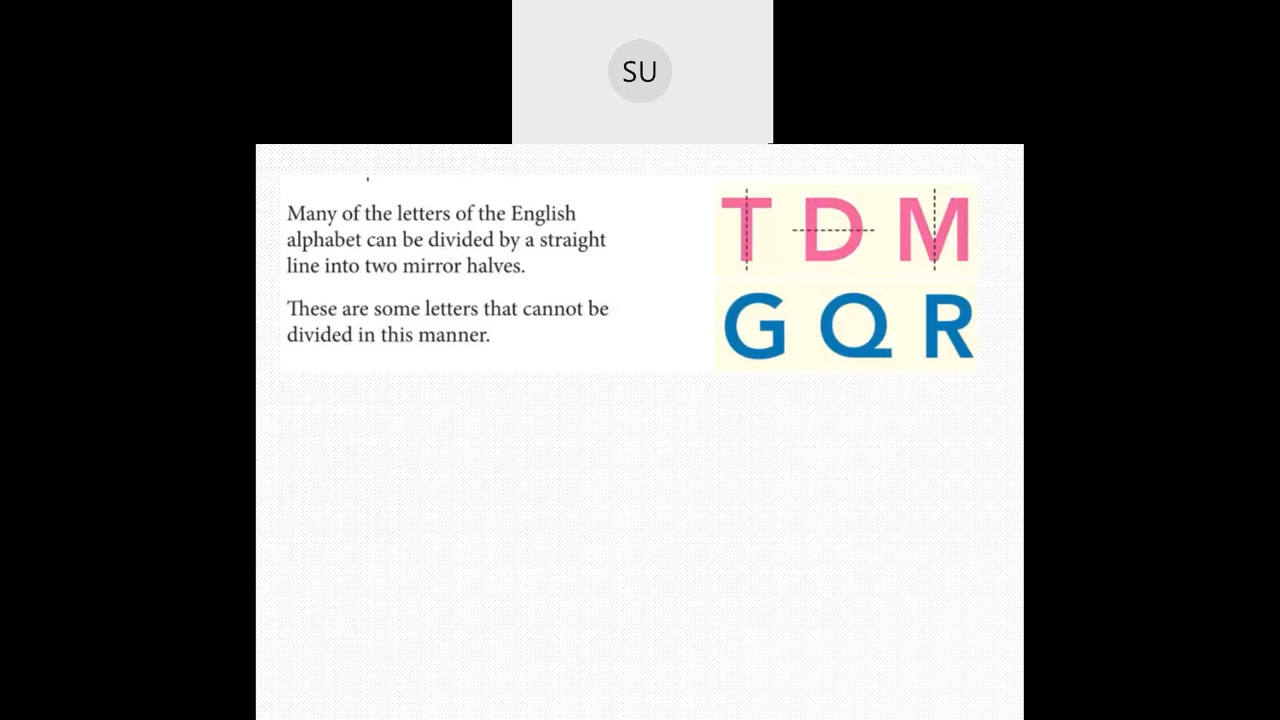 SU
Many of the letters of the English
alphabet can be divided by a straight
line into two mirror halves.
T D M
These are some letters that cannot be
divided in this manner.
G Q R